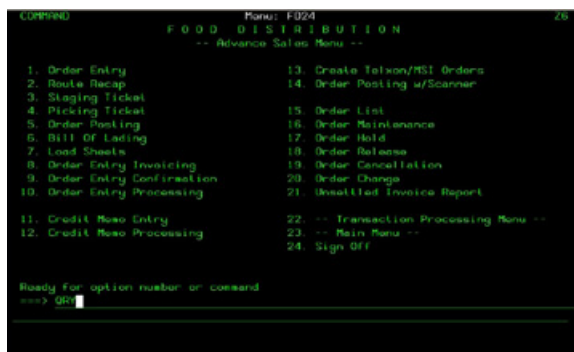 COMMAND Menu: FD24 Z6
F O O D D I S T R I B U T I O N
-- Advance Sales Menu --
1. Order Entry
2. Route Recap
3. Staging Ticket
4. Picking Ticket
5. Order Posting
6. Bill Of Lading
7. Load Sheets
8. Order Entry Invoicing
9. Order Entry Confirmation
10. Order Entry Processing
11. Credit Memo Entry
12. Credit Memo Processing
13. Create Telxon/MSI Orders
14. Order Posting w/Scanner
15. Order List
16. Order Maintenance
17. Order Hold
18. Order Release
19. Order Cancellation
20. Order Change
21. Unsettled Invoice Report
22. -- Transaction Processing Menu --
23. -- Main Menu --
24. Sign Off
Ready for option number or command
===> QRY